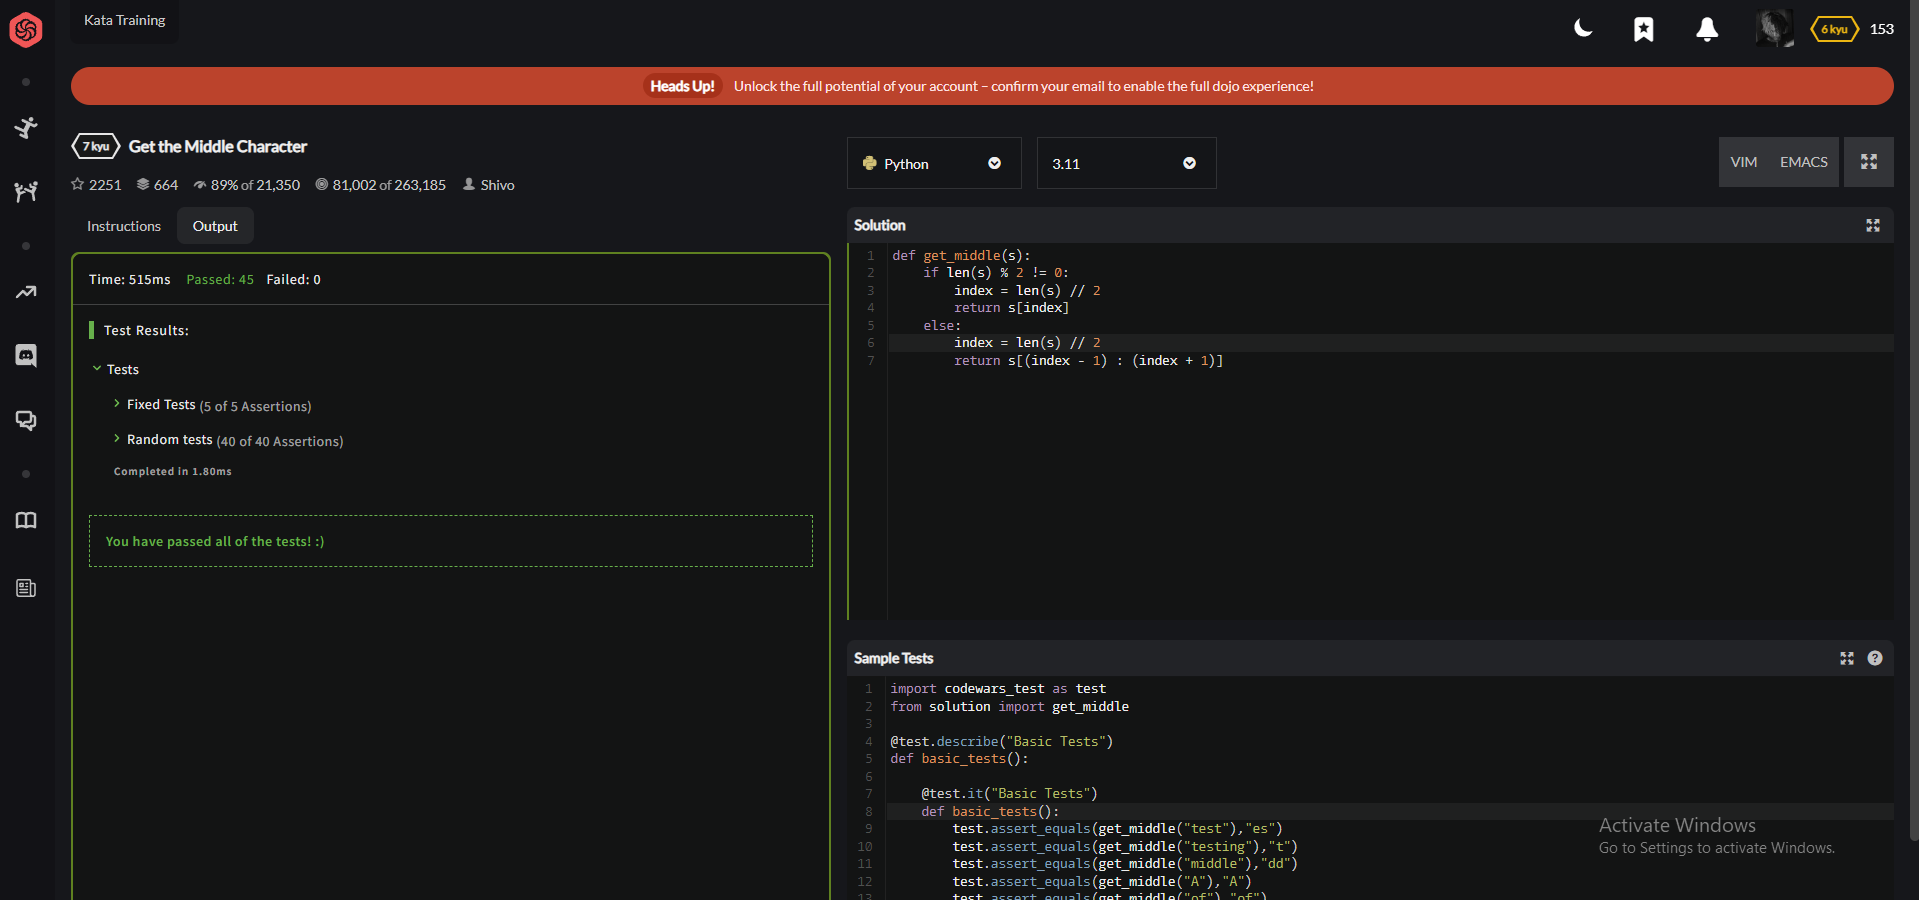 Kata Training
6 kyu 153
Heads Up! Unlock the full potential of your account – confirm your email to enable the full dojo experience!
7 kyu Get the Middle Character
2251 664 89% of 21,350 81,002 of 263,185 Shivo
Instructions Output
Time: 515ms Passed: 45 Failed: 0
Test Results:
Tests
Fixed Tests (5 of 5 Assertions)
Random tests (40 of 40 Assertions)
Completed in 1.80ms
You have passed all of the tests! :)
Python 3.11 VIM EMACS
Solution
1 def get_middle(s):
2     if len(s) % 2 != 0:
3         index = len(s) // 2
4         return s[index]
5     else:
6         index = len(s) // 2
7         return s[(index - 1) : (index + 1)]
Sample Tests ?
1 import codewars_test as test
2 from solution import get_middle
3
4 @test.describe("Basic Tests")
5 def basic_tests():
6
7     @test.it("Basic Tests")
8     def basic_tests():
9         test.assert_equals(get_middle("test"),"es")
10         test.assert_equals(get_middle("testing"),"t")
11         test.assert_equals(get_middle("middle"),"dd")
12         test.assert_equals(get_middle("A"),"A")
13         test.assert_equals(get_middle("of"),"of")
Activate Windows
Go to Settings to activate Windows.